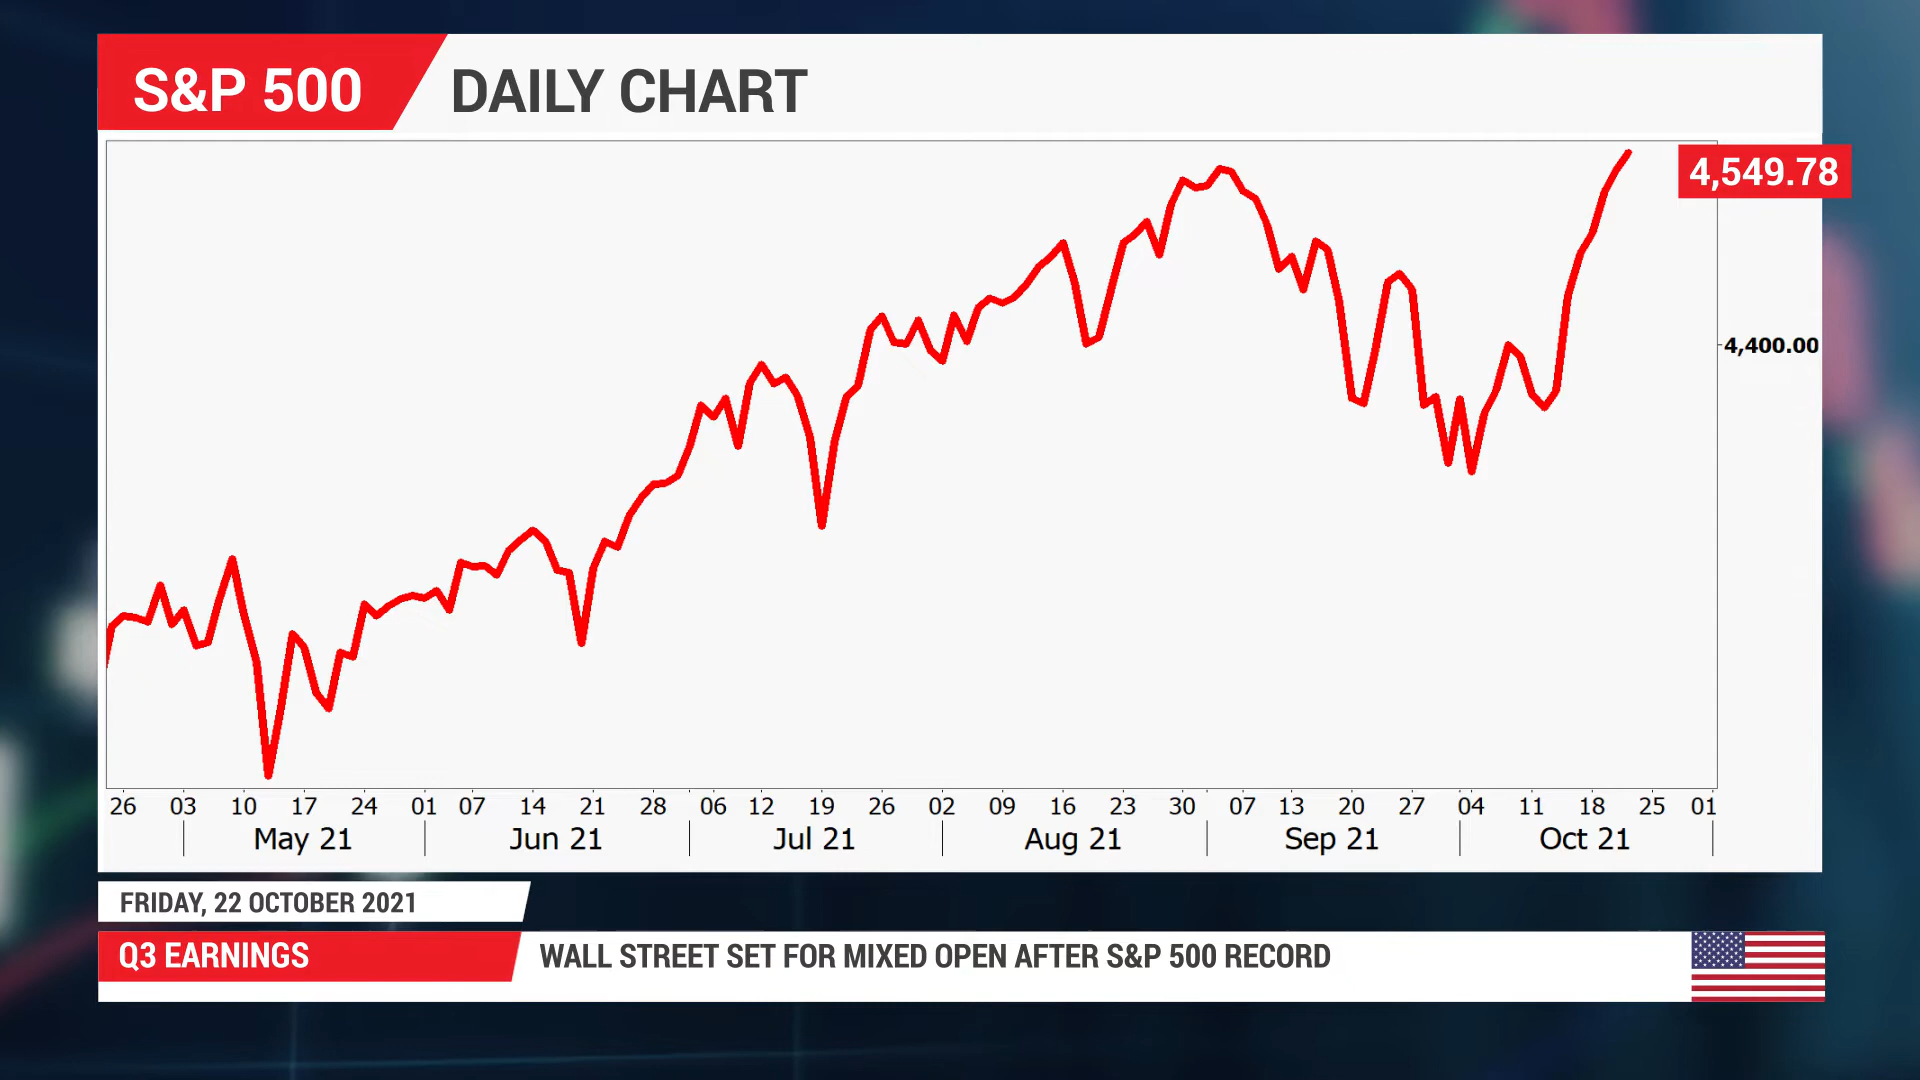 S&P 500 DAILY CHART
4,549.78
4,400.00
26 03 10 17 24 01 07 14 21 28 06 12 19 26 02 09 16 23 30 07 13 20 27 04 11 18 25 01
May 21 Jun 21 Jul 21 Aug 21 Sep 21 Oct 21
FRIDAY, 22 OCTOBER 2021
Q3 EARNINGS WALL STREET SET FOR MIXED OPEN AFTER S&P 500 RECORD